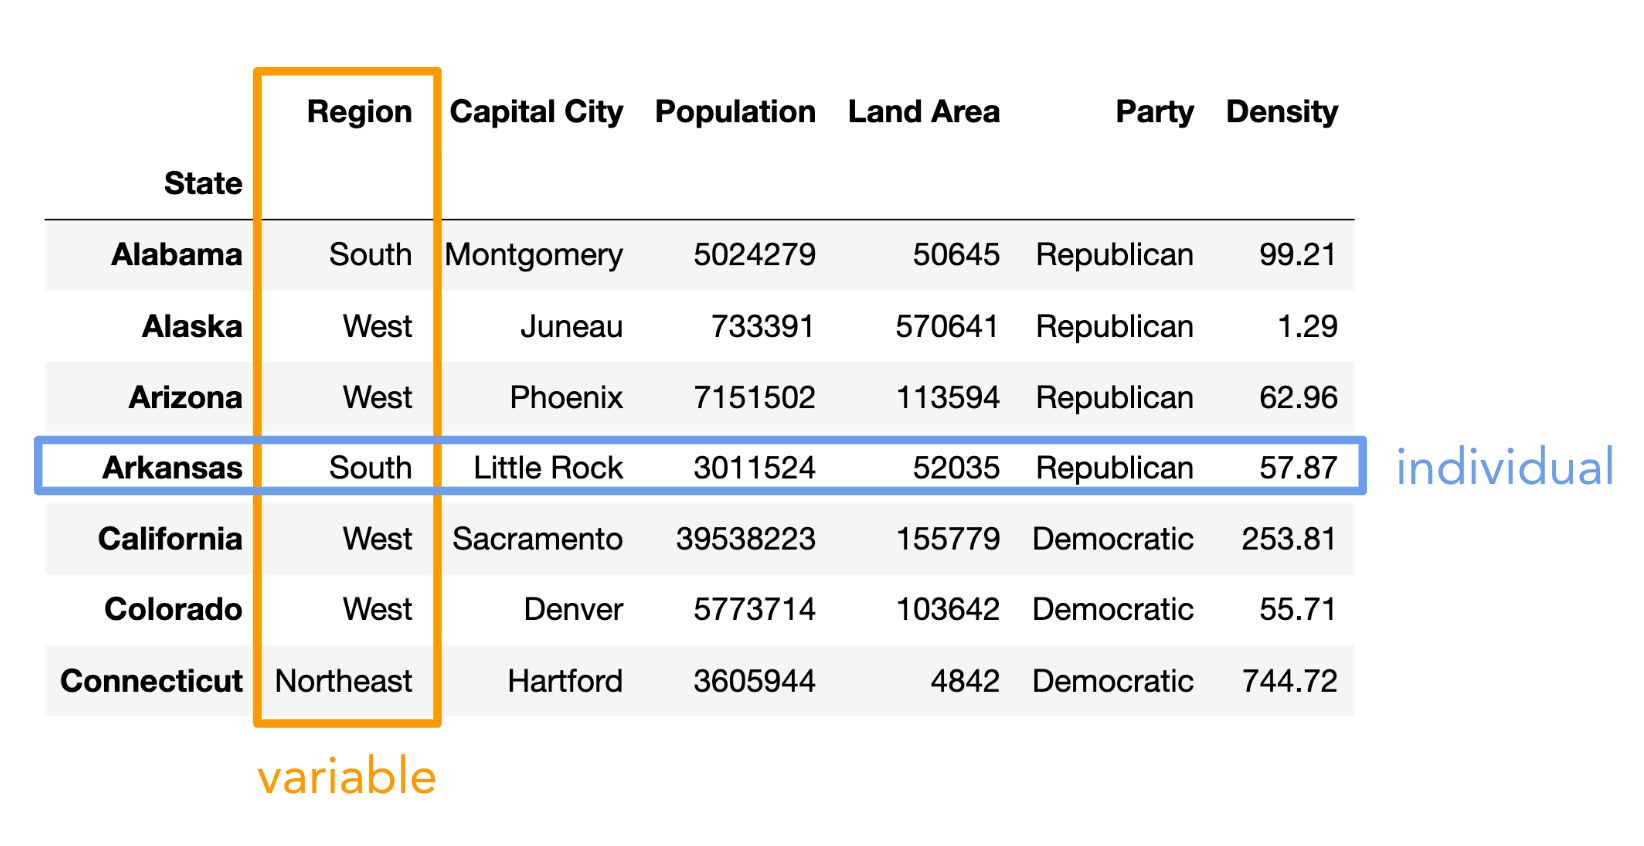 Region Capital City Population Land Area Party Density
State
Alabama South Montgomery 5024279 50645 Republican 99.21
Alaska West Juneau 733391 570641 Republican 1.29
Arizona West Phoenix 7151502 113594 Republican 62.96
Arkansas South Little Rock 3011524 52035 Republican 57.87 individual
California West Sacramento 39538223 155779 Democratic 253.81
Colorado West Denver 5773714 103642 Democratic 55.71
Connecticut Northeast Hartford 3605944 4842 Democratic 744.72
variable